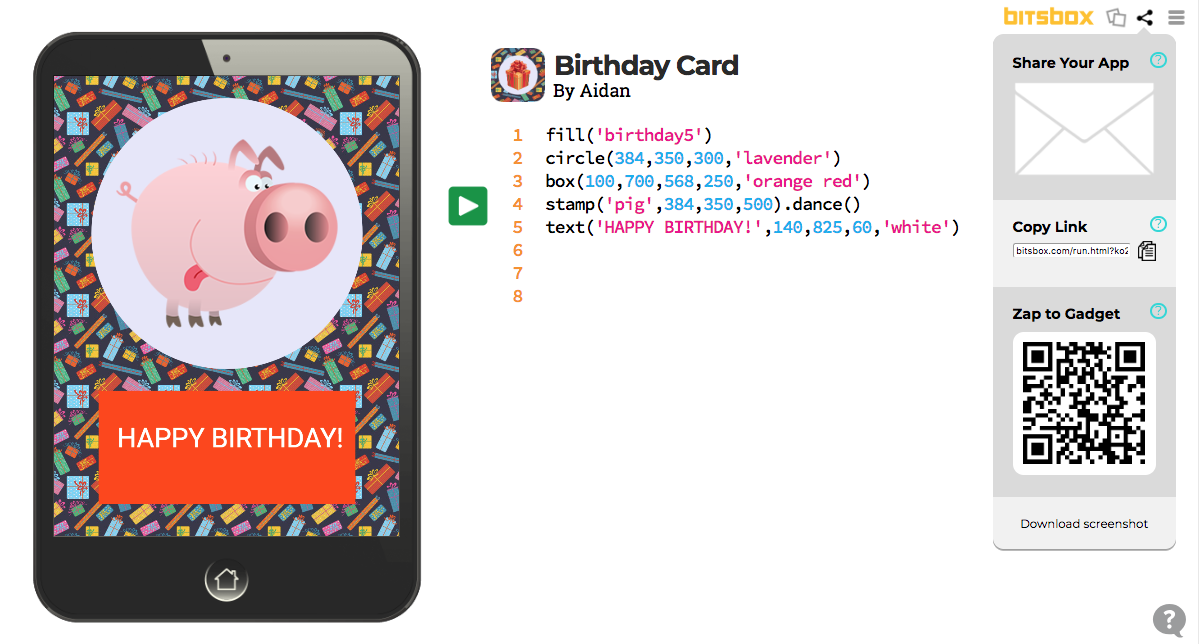 bitsbox
Birthday Card
By Aidan
1 fill('birthday5')
2 circle(384,350,300,'lavender')
3 box(100,700,568,250,'orange red')
4 stamp('pig',384,350,500).dance()
5 text('HAPPY BIRTHDAY!',140,825,60,'white')
6
7
8
HAPPY BIRTHDAY!
Share Your App ?
Copy Link ?
bitsbox.com/run.html?ko2
Zap to Gadget ?
Download screenshot
?